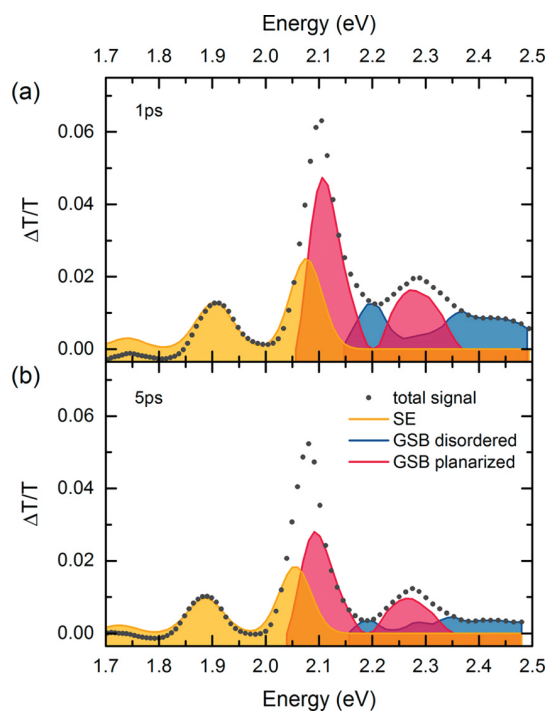 Energy (eV)
1.7 1.8 1.9 2.0 2.1 2.2 2.3 2.4 2.5
(a)
1ps
0.06
0.04
0.02
0.00
ΔT/T
(b)
5ps
total signal
SE
GSB disordered
GSB planarized
0.06
0.04
0.02
0.00
ΔT/T
1.7 1.8 1.9 2.0 2.1 2.2 2.3 2.4 2.5
Energy (eV)